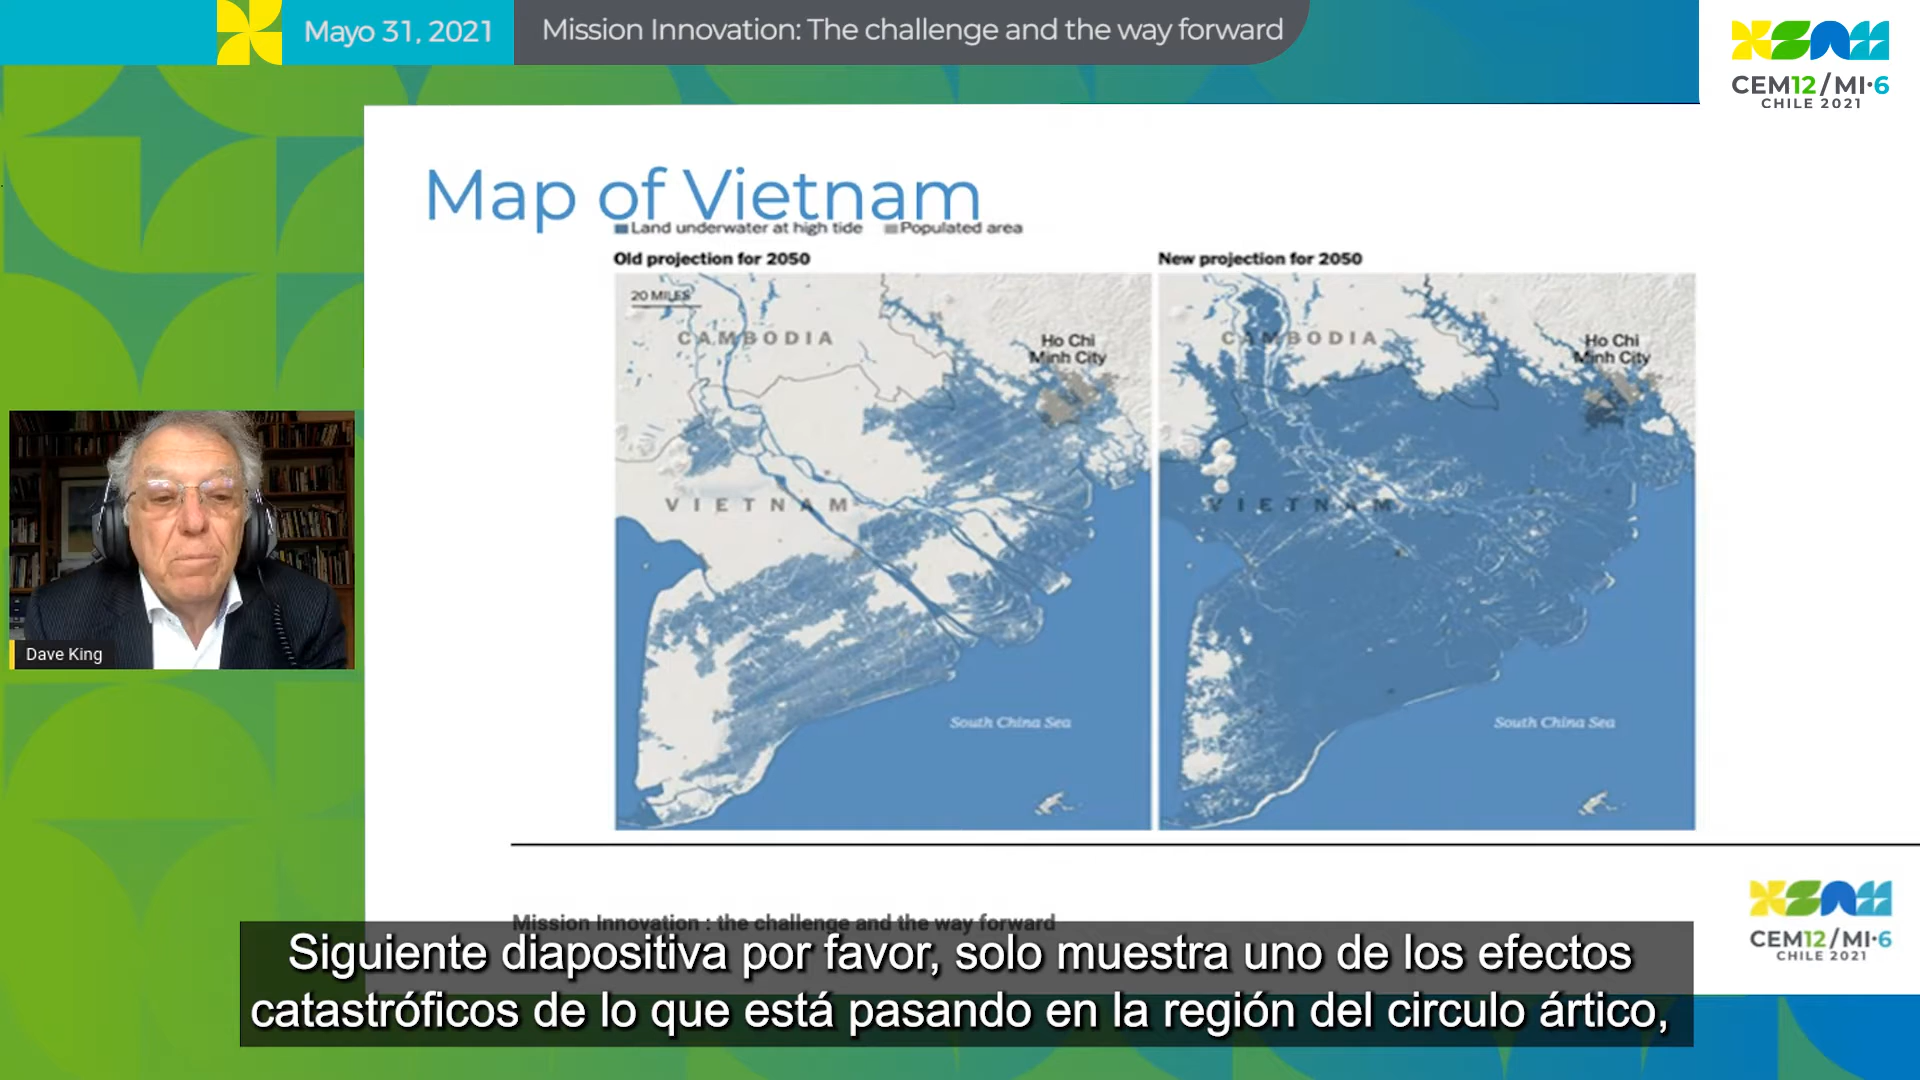 Mayo 31, 2021
Mission Innovation: The challenge and the way forward
CEM12/MI·6
CHILE 2021
Map of Vietnam
Land underwater at high tide Populated area
Old projection for 2050
New projection for 2050
20 MILES
CAMBODIA
Ho Chi
Minh City
VIETNAM
South China Sea
CAMBODIA
Ho Chi
Minh City
VIETNAM
South China Sea
Dave King
Mission Innovation : the challenge and the way forward
CEM12/MI·6
CHILE 2021
Siguiente diapositiva por favor, solo muestra uno de los efectos
catastróficos de lo que está pasando en la región del circulo ártico,